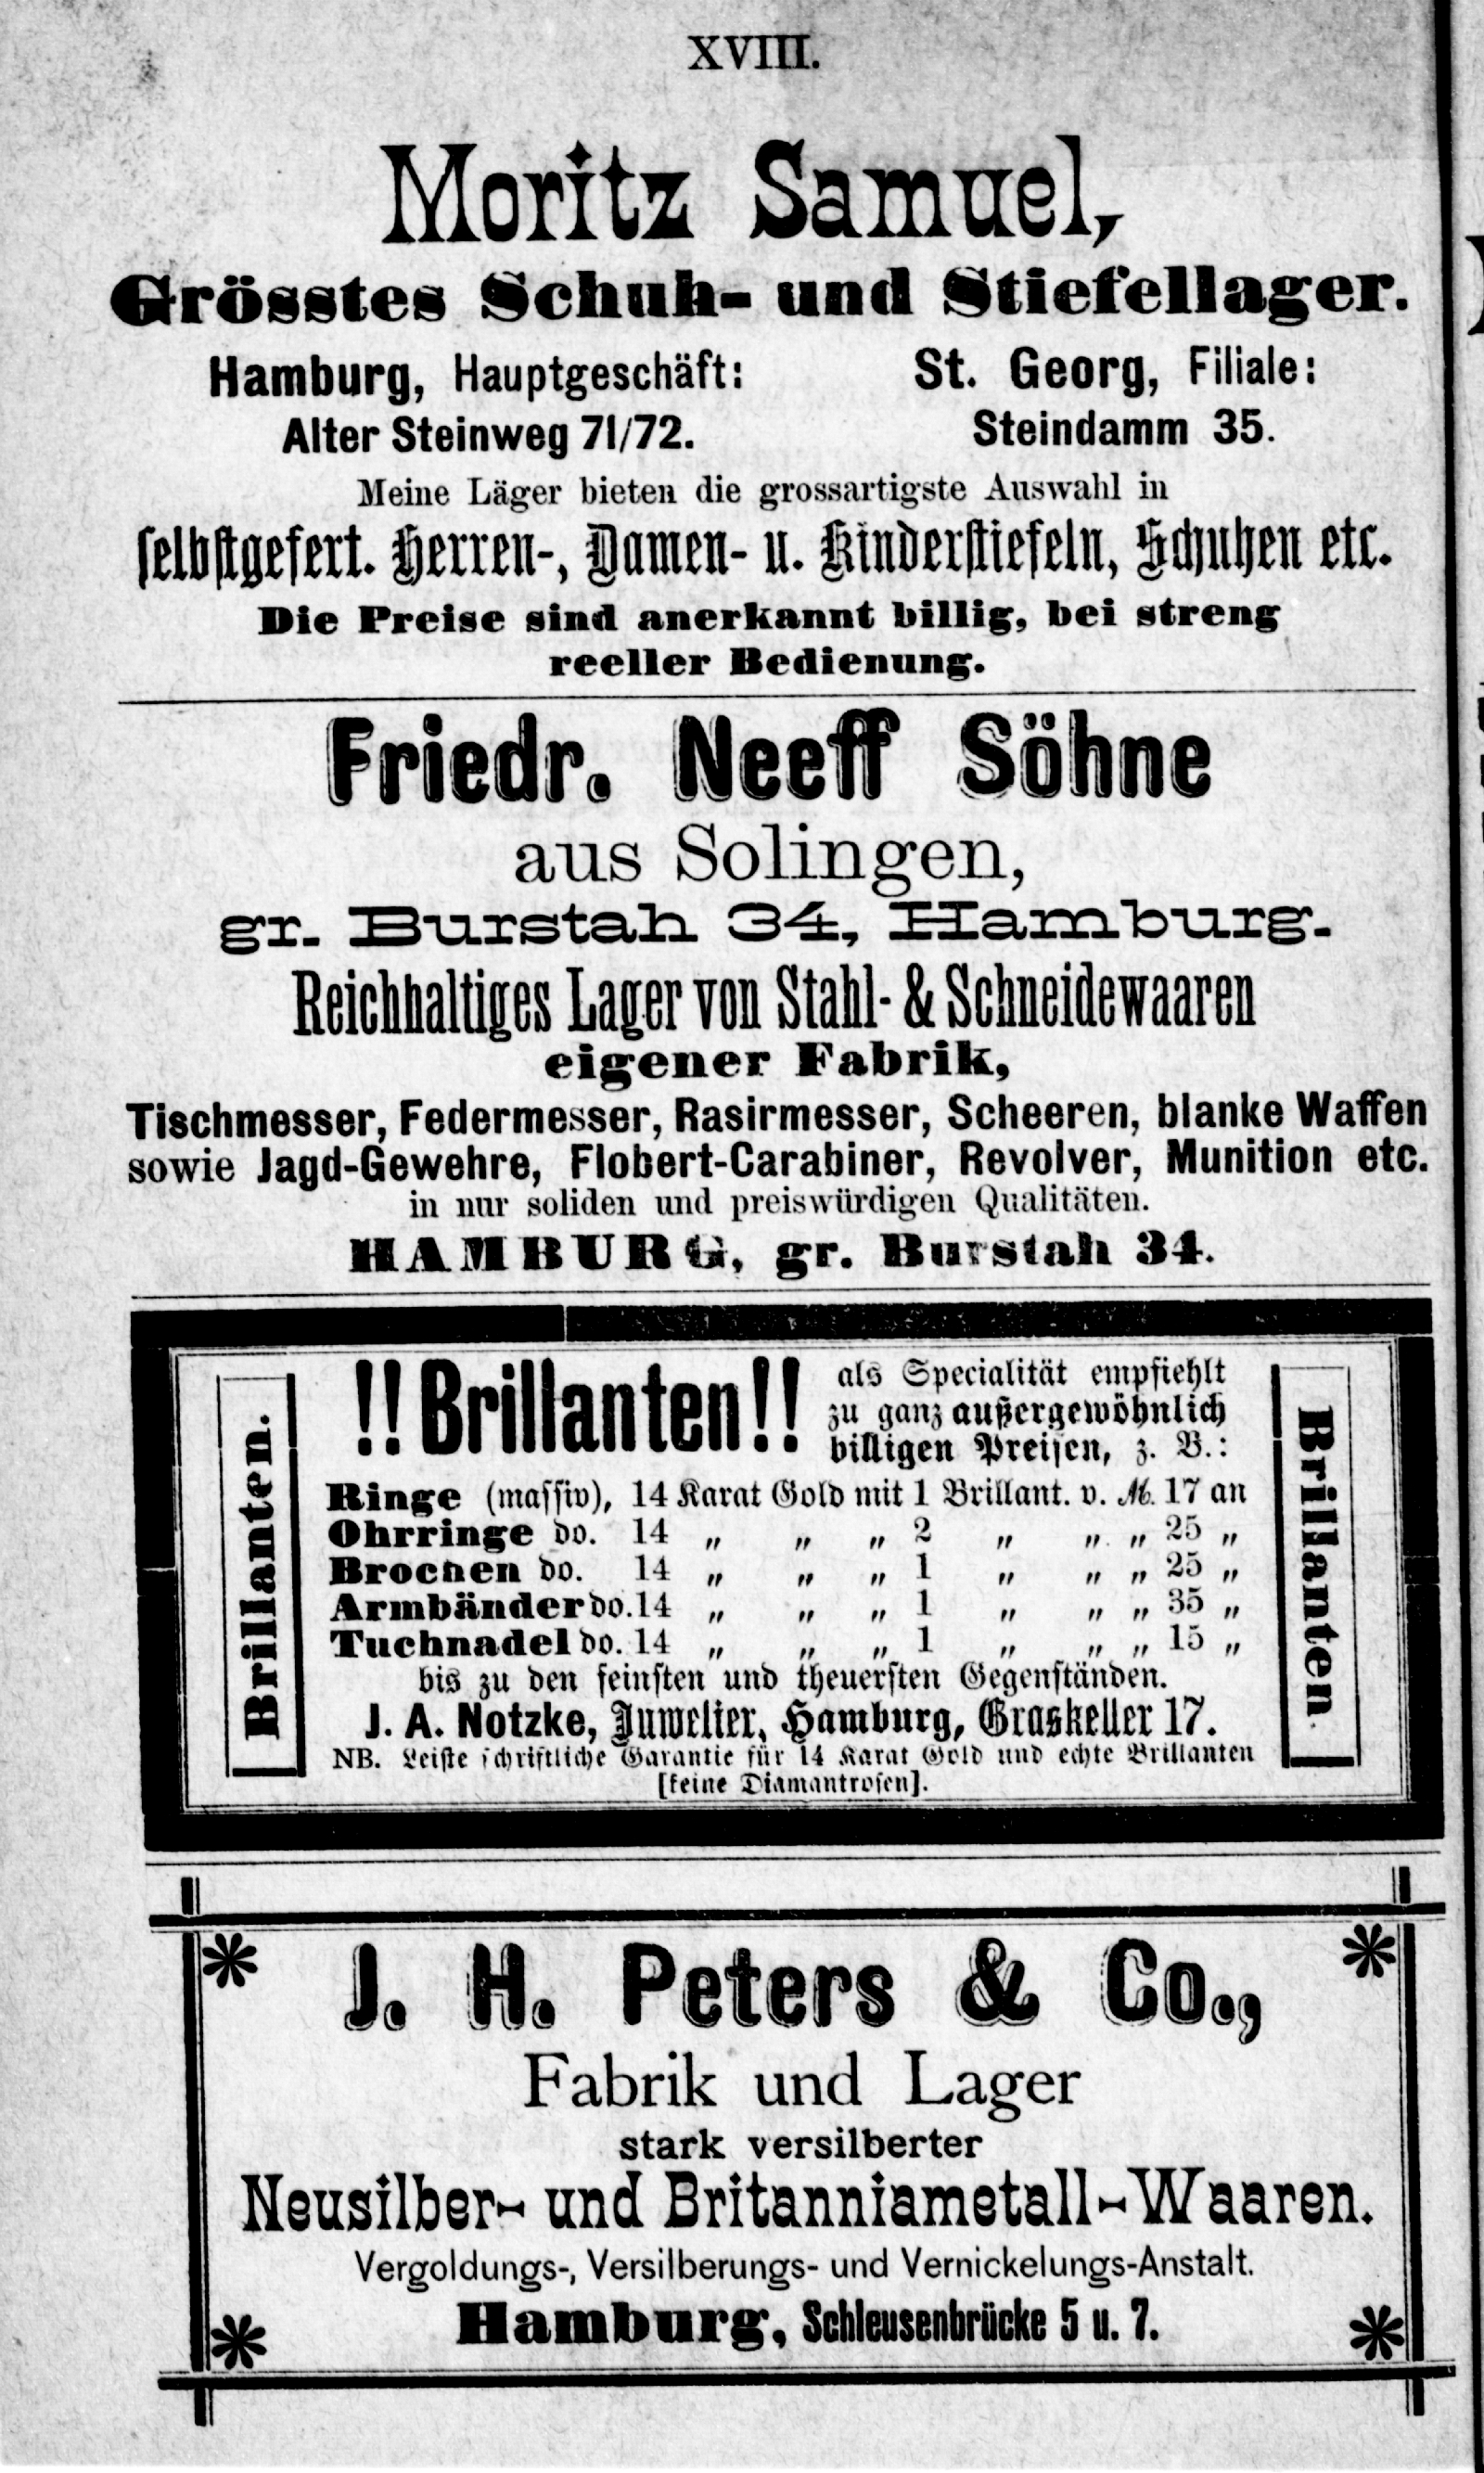 XVIII.
Moritz Samuel,
Grösstes Schuh- und Stiefellager.
Hamburg, Hauptgeschäft:
Alter Steinweg 71/72.
St. Georg, Filiale:
Steindamm 35.
Meine Läger bieten die grossartigste Auswahl in
selbstgefert. Herren-, Damen- u. Kinderstiefeln, Schuhen etc.
Die Preise sind anerkannt billig, bei streng
reeller Bedienung.
Friedr. Neeff Söhne
aus Solingen,
gr. Burstah 34, Hamburg.
Reichhaltiges Lager von Stahl- & Schneidewaaren
eigener Fabrik,
Tischmesser, Federmesser, Rasirmesser, Scheeren, blanke Waffen
sowie Jagd-Gewehre, Flobert-Carabiner, Revolver, Munition etc.
in nur soliden und preiswürdigen Qualitäten.
HAMBURG, gr. Burstah 34.
Brillanten.
!! Brillanten !!
als Specialität empfiehlt
zu ganz außergewöhnlich
billigen Preisen, z. B.:
Ringe (massiv), 14 Karat Gold mit 1 Brillant. v. M. 17 an
Ohrringe do. 14 „ „ „ 2 „ „ „ 25 „
Brochen do. 14 „ „ „ 1 „ „ „ 25 „
Armbänder do. 14 „ „ „ 1 „ „ „ 35 „
Tuchnadel do. 14 „ „ „ 1 „ „ „ 15 „
bis zu den feinsten und theuersten Gegenständen.
J. A. Notzke, Juwelier, Hamburg, Graskeller 17.
NB. Leiste schriftliche Garantie für 14 Karat Gold und echte Brillanten
[keine Diamantrosen].
Brillanten
J. H. Peters & Co.,
Fabrik und Lager
stark versilberter
Neusilber- und Britanniametall-Waaren.
Vergoldungs-, Versilberungs- und Vernickelungs-Anstalt.
Hamburg, Schleusenbrücke 5 u. 7.